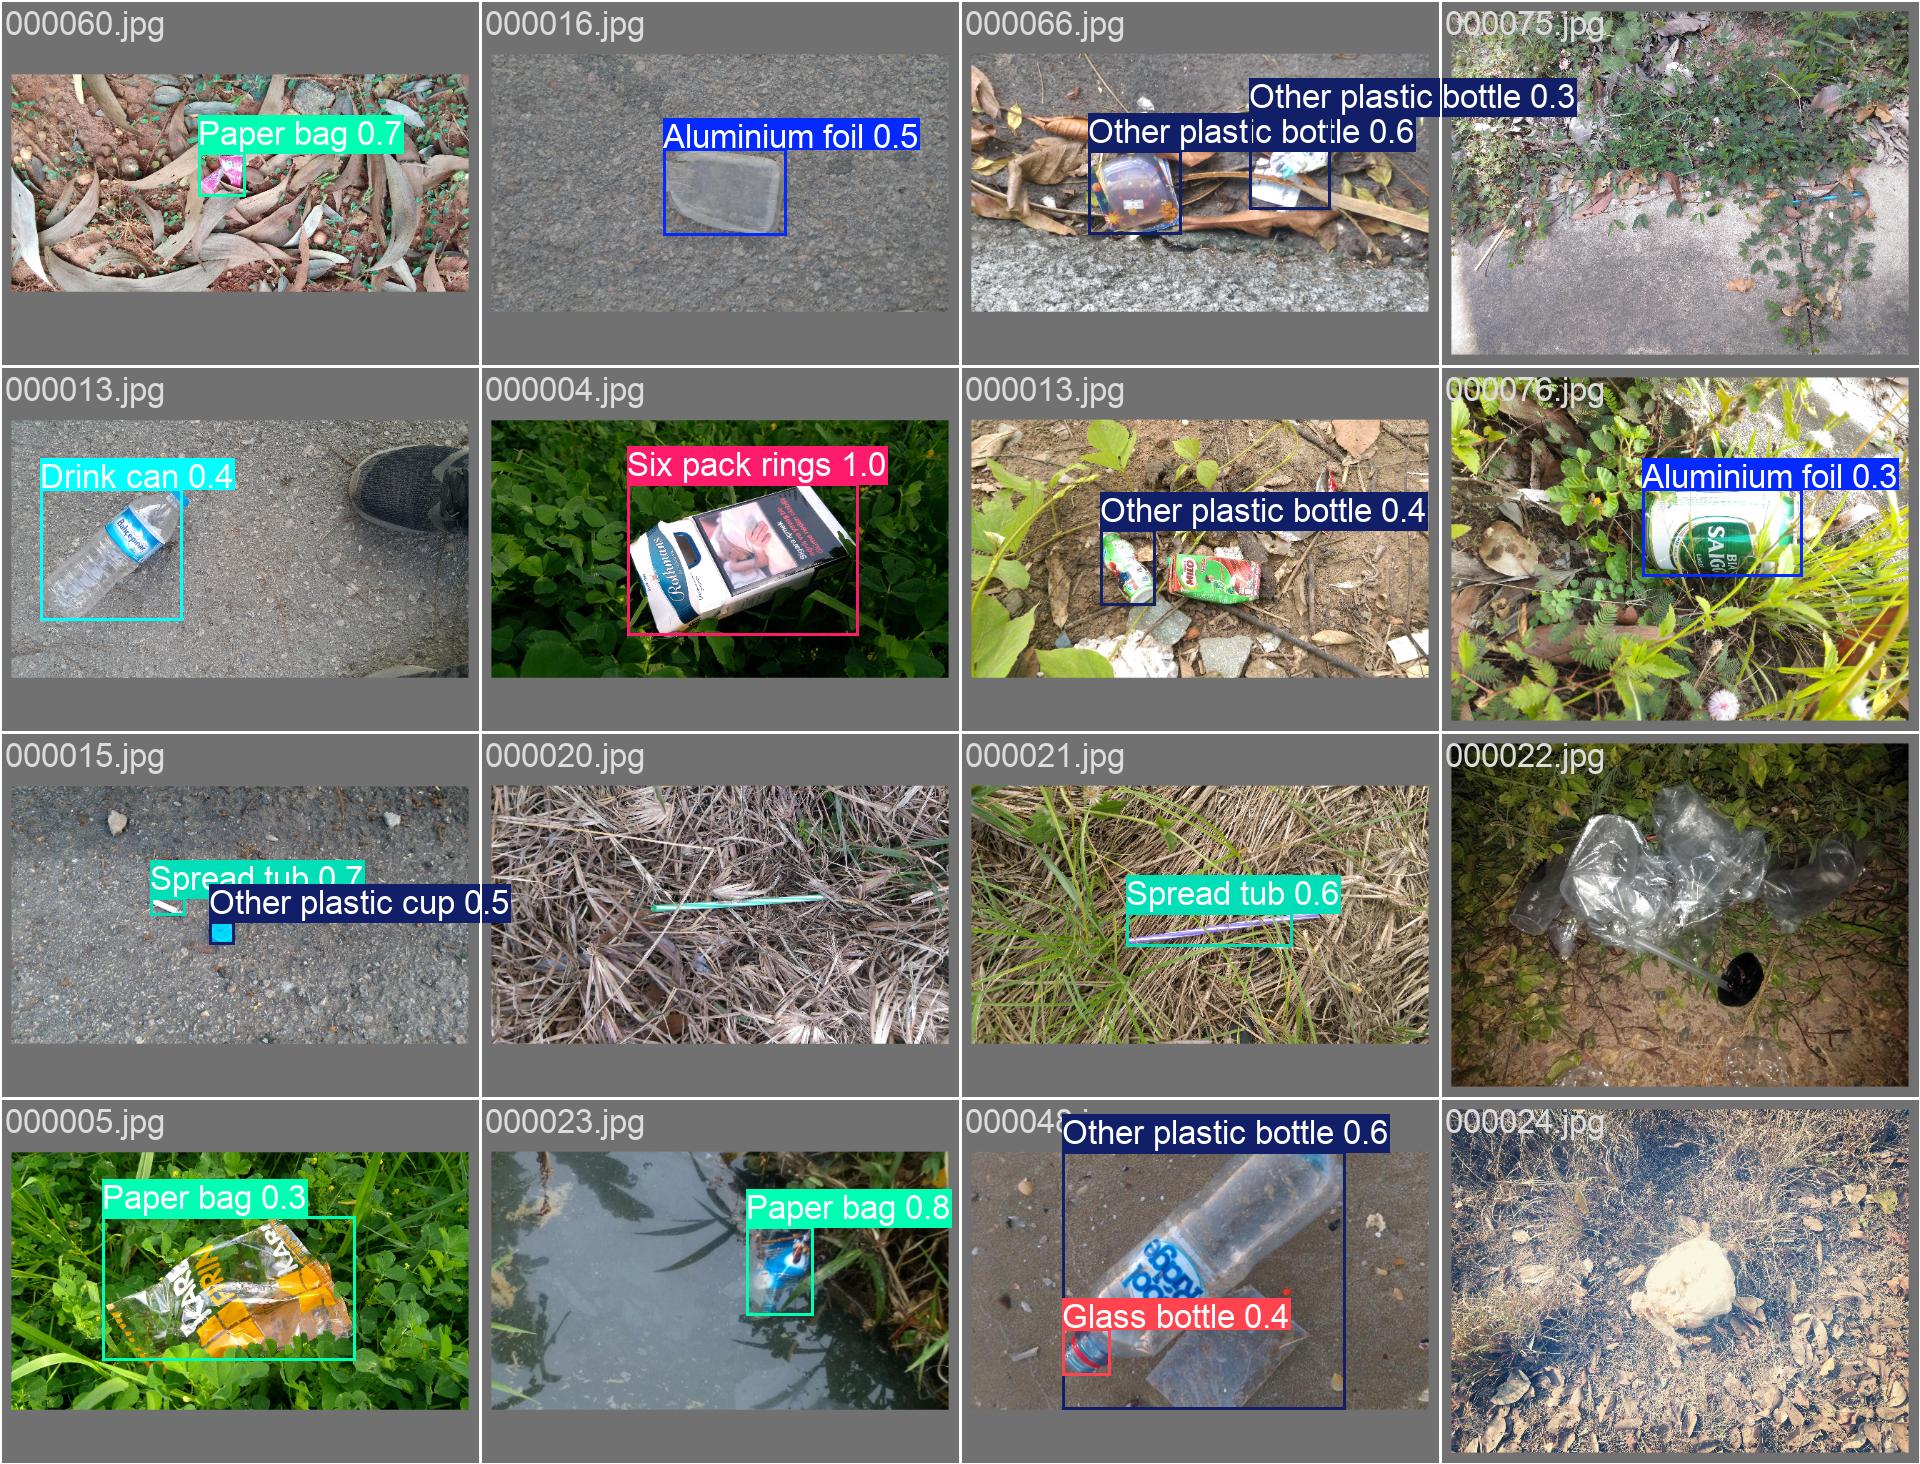 000060.jpg
Paper bag 0.7
000016.jpg
Aluminium foil 0.5
000066.jpg
Other plastic bottle 0.3
Other plastic bottle 0.6
000075.jpg
000013.jpg
Drink can 0.4
000004.jpg
Six pack rings 1.0
Rothmans
000013.jpg
Other plastic bottle 0.4
MILO
000076.jpg
Aluminium foil 0.3
000015.jpg
Spread tub 0.7
Other plastic cup 0.5
000020.jpg
000021.jpg
Spread tub 0.6
000022.jpg
000005.jpg
Paper bag 0.3
000023.jpg
Paper bag 0.8
Other plastic bottle 0.6
Glass bottle 0.4
000024.jpg